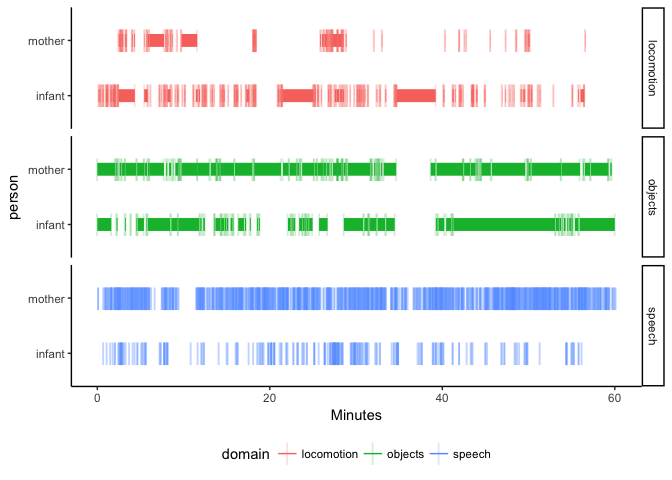 mother
infant
locomotion
mother
infant
objects
mother
infant
speech
person
0 20 40 60
Minutes
domain locomotion objects speech